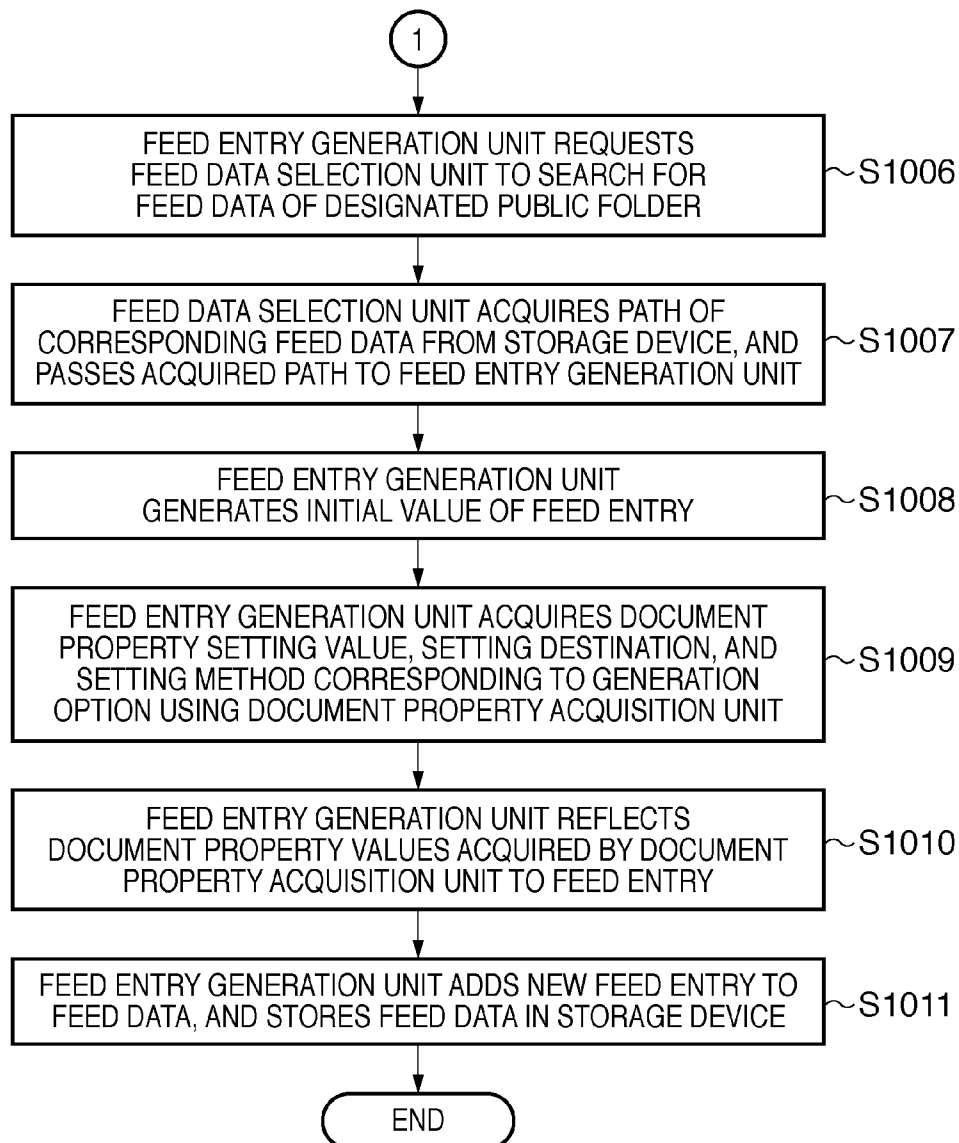 1
FEED ENTRY GENERATION UNIT REQUESTS
FEED DATA SELECTION UNIT TO SEARCH FOR
FEED DATA OF DESIGNATED PUBLIC FOLDER
S1006
FEED DATA SELECTION UNIT ACQUIRES PATH OF
CORRESPONDING FEED DATA FROM STORAGE DEVICE, AND
PASSES ACQUIRED PATH TO FEED ENTRY GENERATION UNIT
S1007
FEED ENTRY GENERATION UNIT
GENERATES INITIAL VALUE OF FEED ENTRY
S1008
FEED ENTRY GENERATION UNIT ACQUIRES DOCUMENT
PROPERTY SETTING VALUE, SETTING DESTINATION, AND
SETTING METHOD CORRESPONDING TO GENERATION
OPTION USING DOCUMENT PROPERTY ACQUISITION UNIT
S1009
FEED ENTRY GENERATION UNIT REFLECTS
DOCUMENT PROPERTY VALUES ACQUIRED BY DOCUMENT
PROPERTY ACQUISITION UNIT TO FEED ENTRY
S1010
FEED ENTRY GENERATION UNIT ADDS NEW FEED ENTRY TO
FEED DATA, AND STORES FEED DATA IN STORAGE DEVICE
S1011
END